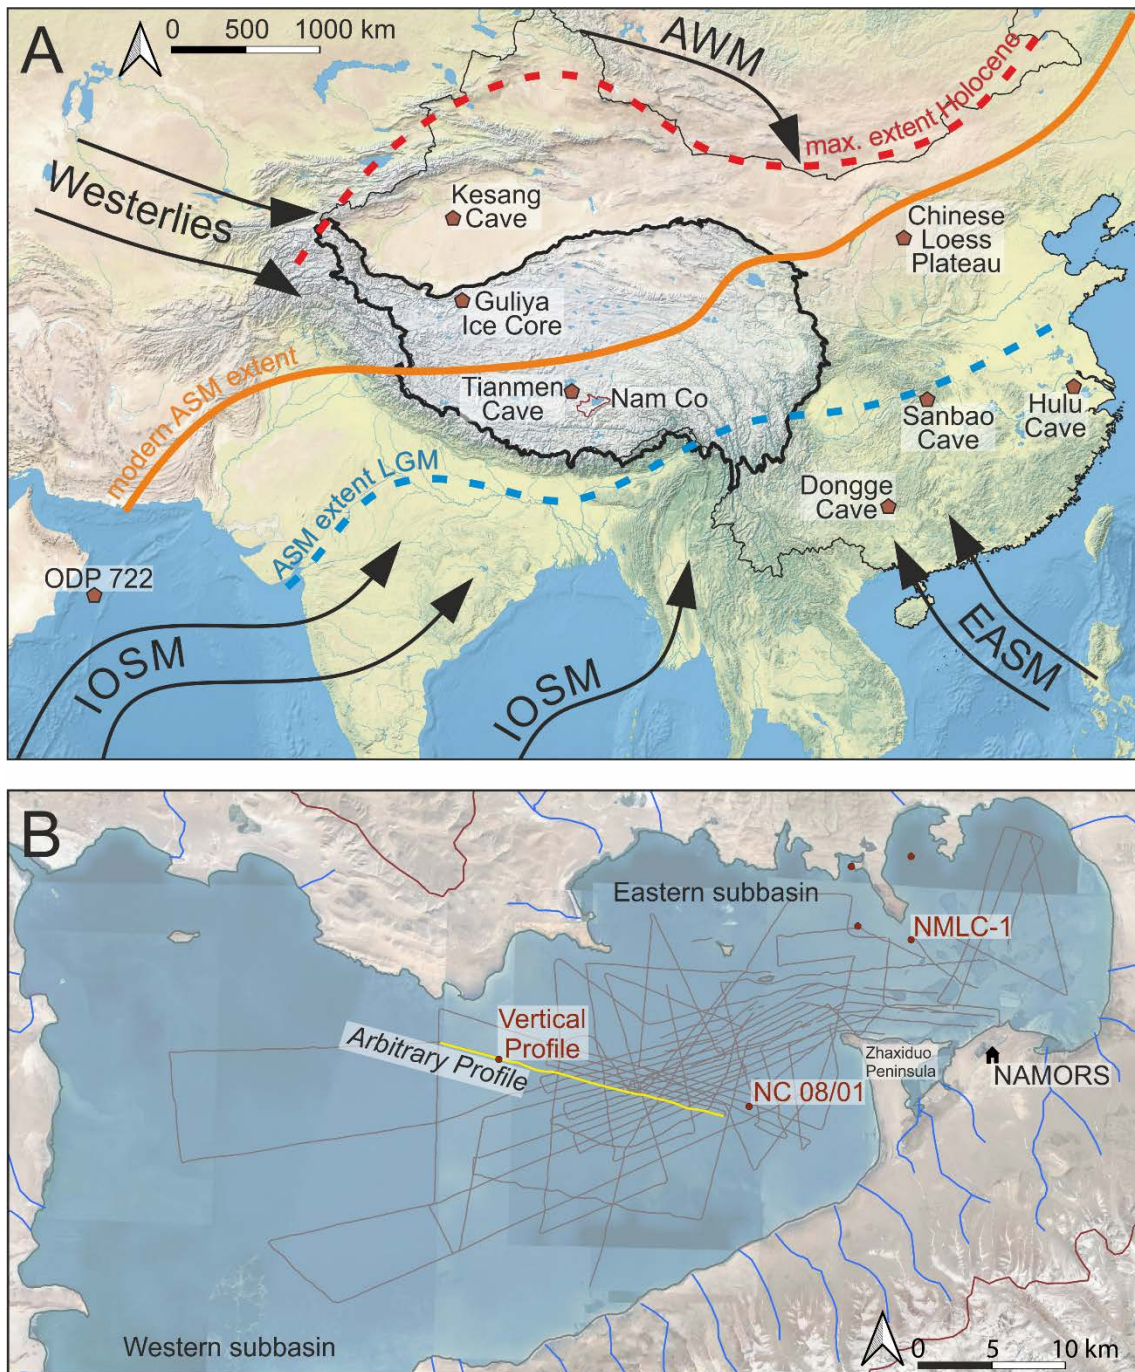 A
0 500 1000 km
AWM
max. extent Holocene
Westerlies
Kesang
Cave
Chinese
Loess
Plateau
Guliya
Ice Core
modern ASM extent
Tianmen
Cave
Nam Co
Sanbao
Cave
Hulu
Cave
ASM extent LGM
Dongge
Cave
ODP 722
IOSM
IOSM
EASM
B
Eastern subbasin
NMLC-1
Vertical
Profile
Arbitrary Profile
Zhaxiduo
Peninsula
NAMORS
NC 08/01
Western subbasin
0 5 10 km